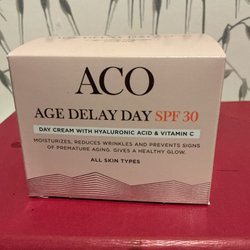 ACO
AGE DELAY DAY SPF 30
DAY CREAM WITH HYALURONIC ACID & VITAMIN C
MOISTURIZES, REDUCES WRINKLES AND PREVENTS SIGNS
OF PREMATURE AGING. GIVES A HEALTHY GLOW.
ALL SKIN TYPES